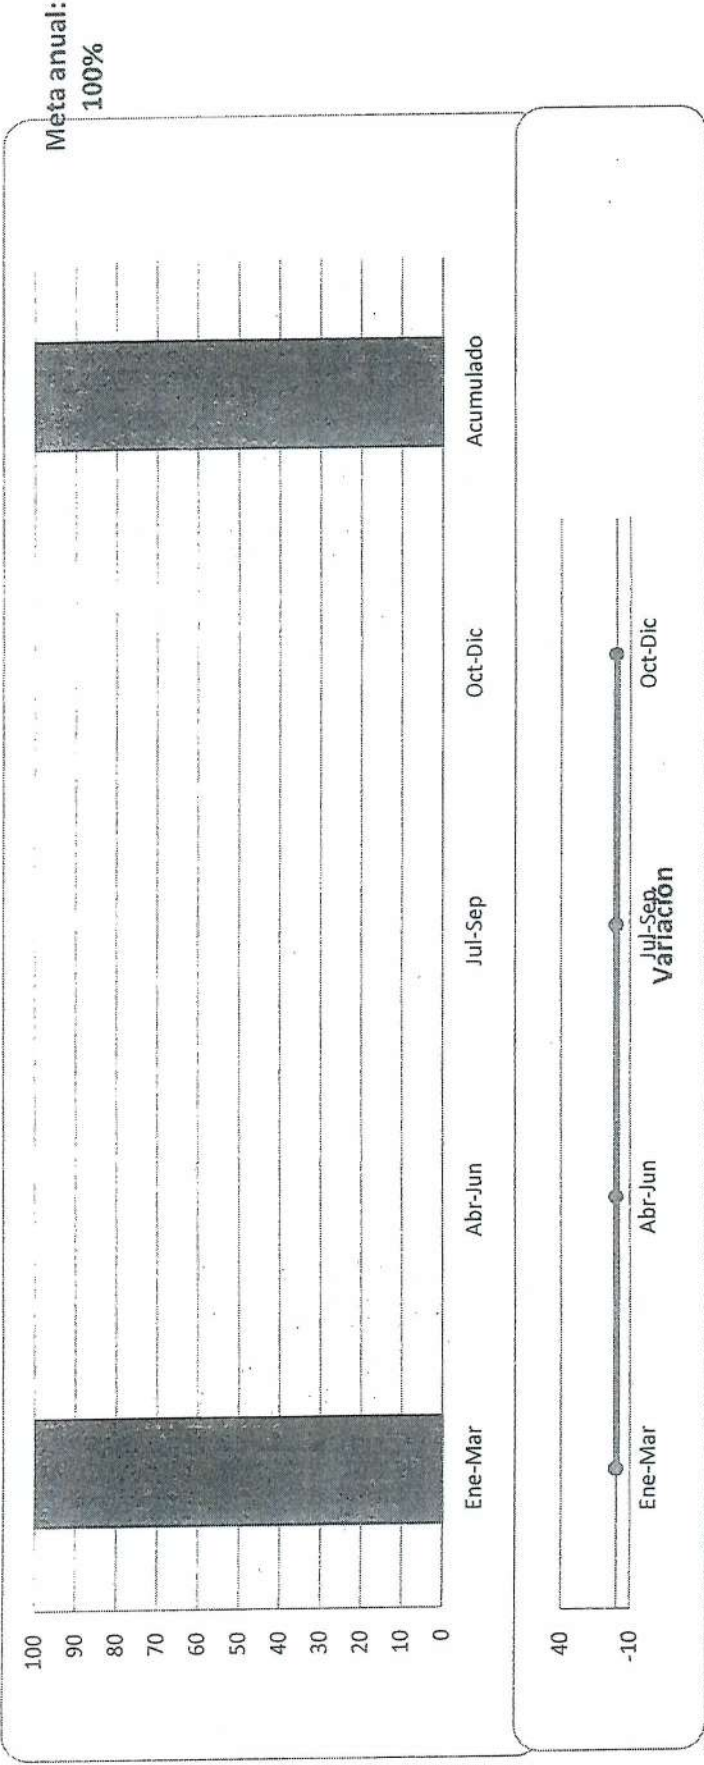 Meta anual:
100%
100
90
80
70
60
50
40
30
20
10
0
Ene-Mar
Abr-Jun
Jul-Sep
Oct-Dic
Acumulado
40
-10
Ene-Mar
Abr-Jun
Jul-Sep
Oct-Dic
Variacion